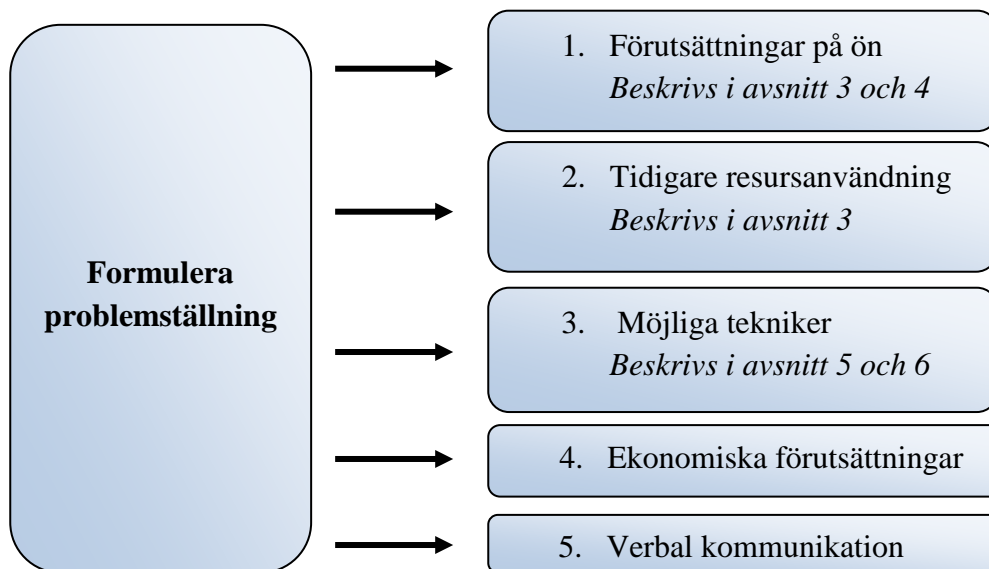 Formulera
problemställning
1. Förutsättningar på ön
Beskrivs i avsnitt 3 och 4
2. Tidigare resursanvändning
Beskrivs i avsnitt 3
3. Möjliga tekniker
Beskrivs i avsnitt 5 och 6
4. Ekonomiska förutsättningar
5. Verbal kommunikation